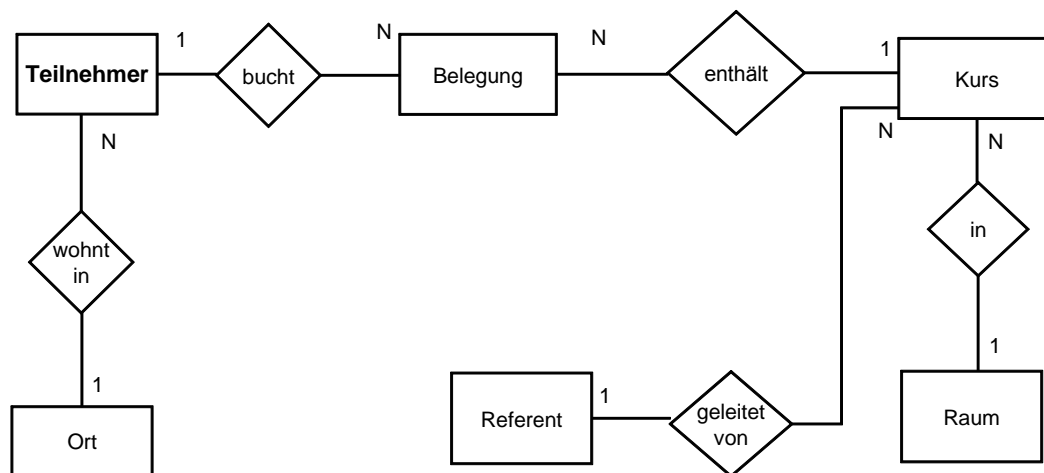 1
N
N
1
Teilnehmer
bucht
Belegung
enthält
Kurs
N
N
N
wohnt
in
in
1
1
1
Ort
Referent
geleitet
von
Raum